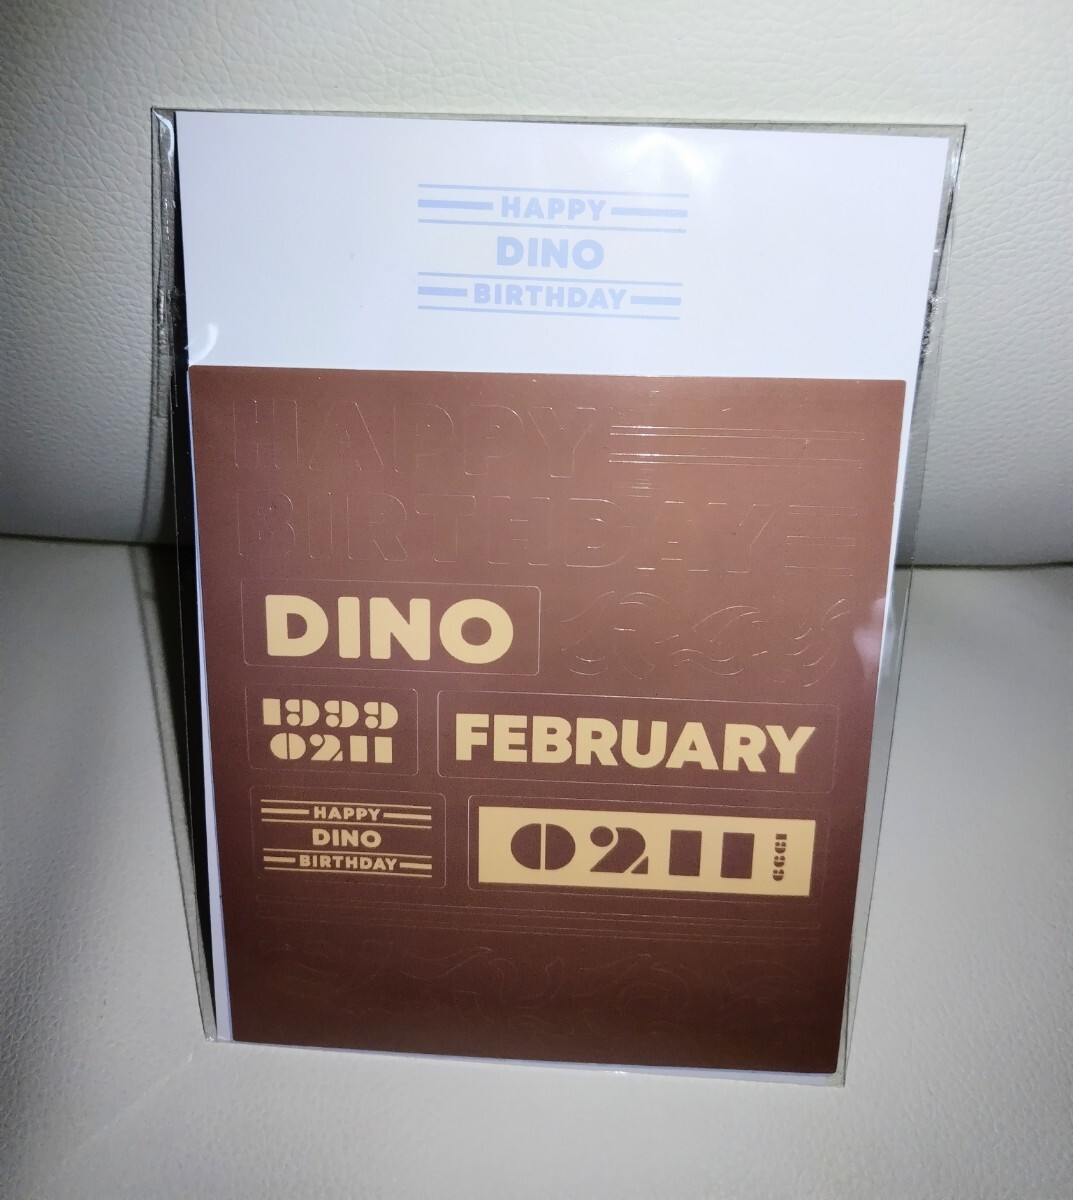 HAPPY
DINO
BIRTHDAY
HAPPY
BIRTHDAY
DINO
1999
0211
FEBRUARY
HAPPY
DINO
BIRTHDAY
0211 1999